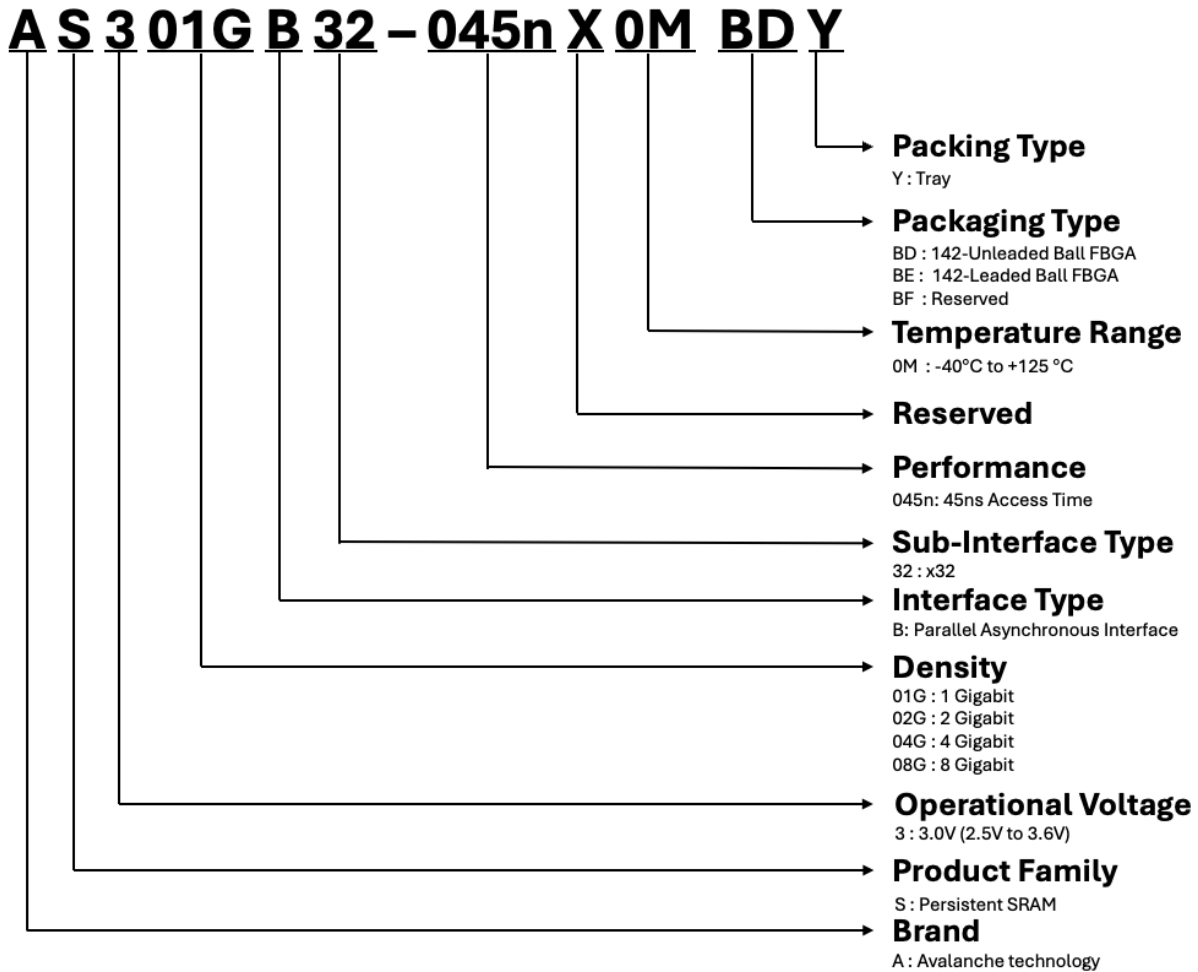 A S 3 01G B 32 – 045n X 0M BD Y
Packing Type
Y : Tray
Packaging Type
BD : 142-Unleaded Ball FBGA
BE : 142-Leaded Ball FBGA
BF : Reserved
Temperature Range
0M : -40°C to +125 °C
Reserved
Performance
045n: 45ns Access Time
Sub-Interface Type
32 : x32
Interface Type
B: Parallel Asynchronous Interface
Density
01G : 1 Gigabit
02G : 2 Gigabit
04G : 4 Gigabit
08G : 8 Gigabit
Operational Voltage
3 : 3.0V (2.5V to 3.6V)
Product Family
S : Persistent SRAM
Brand
A : Avalanche technology